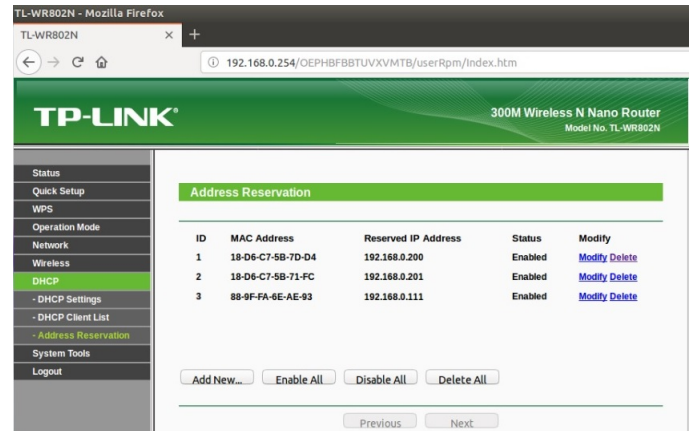 TL-WR802N - Mozilla Firefox
TL-WR802N × +
192.168.0.254/OEPHBFBBTUVXVMTB/userRpm/Index.htm
TP-LINK®
300M Wireless N Nano Router
Model No. TL-WR802N
Status
Quick Setup
WPS
Operation Mode
Network
Wireless
DHCP
- DHCP Settings
- DHCP Client List
- Address Reservation
System Tools
Logout
Address Reservation
ID MAC Address Reserved IP Address Status Modify
1 18-D6-C7-5B-7D-D4 192.168.0.200 Enabled Modify Delete
2 18-D6-C7-5B-71-FC 192.168.0.201 Enabled Modify Delete
3 88-9F-FA-6E-AE-93 192.168.0.111 Enabled Modify Delete
Add New... Enable All Disable All Delete All
Previous Next